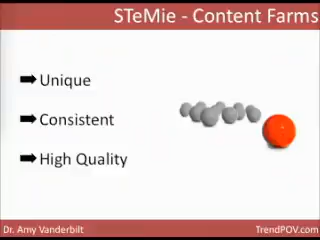 STeMie - Content Farms
Unique
Consistent
High Quality
Dr. Amy Vanderbilt
TrendPOV.com